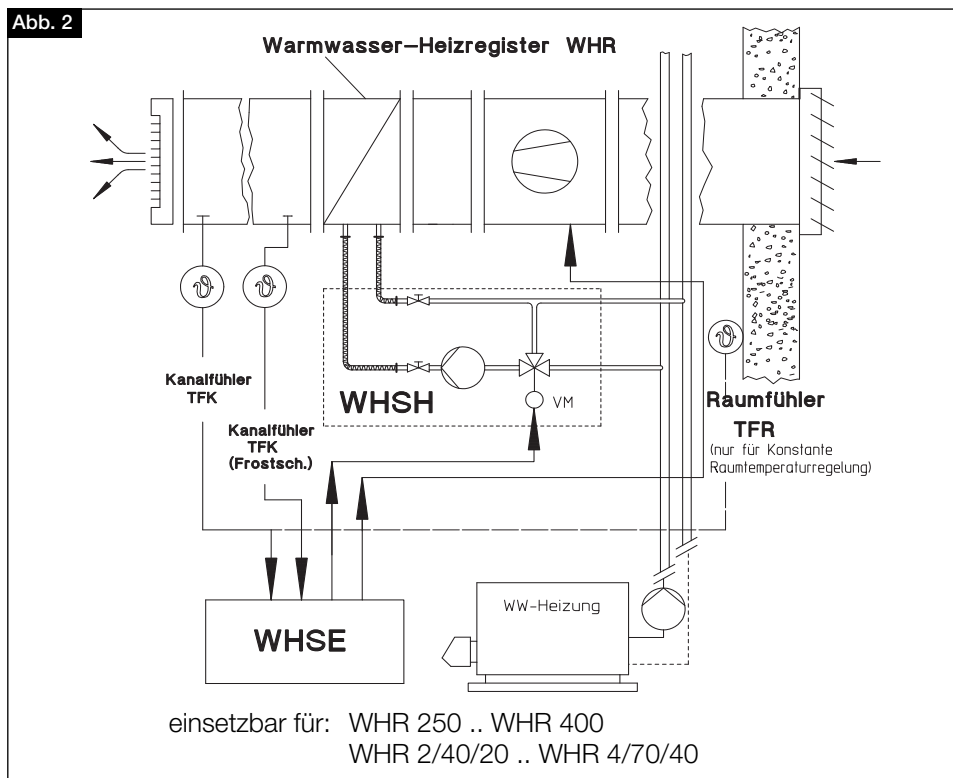 Abb. 2
Warmwasser–Heizregister WHR
Kanalfühler
TFK
Kanalfühler
TFK
(Frostsch.)
WHSH
VM
Raumfühler
TFR
(nur für Konstante
Raumtemperaturregelung)
WHSE
WW-Heizung
einsetzbar für: WHR 250 .. WHR 400
WHR 2/40/20 .. WHR 4/70/40